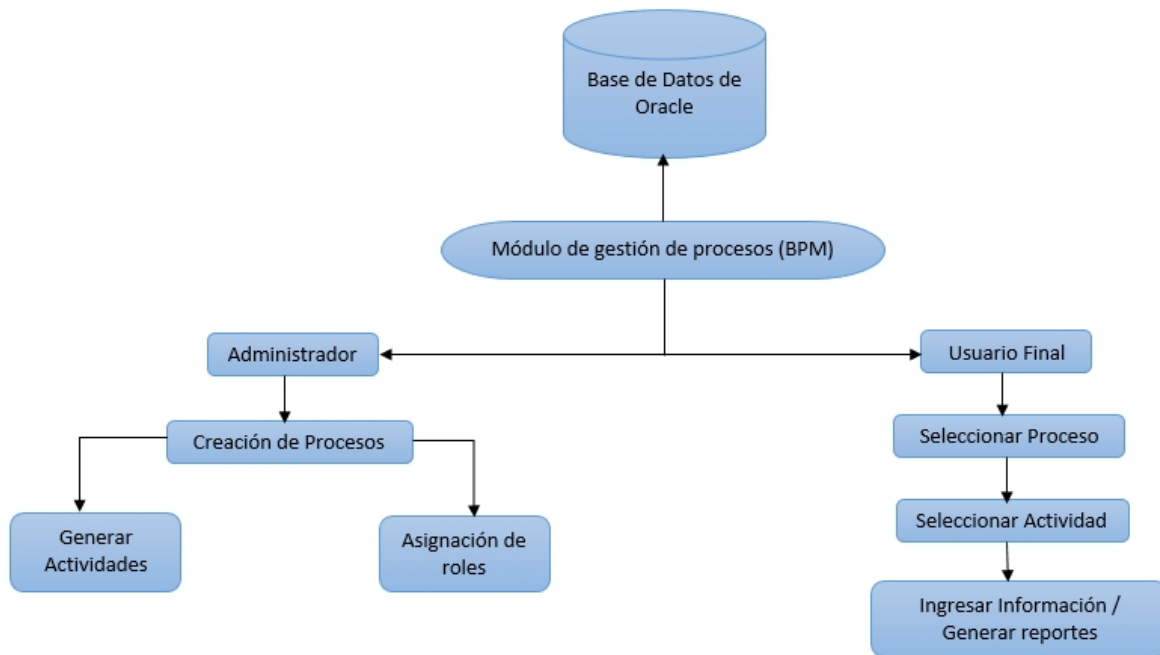 Base de Datos de
Oracle
Módulo de gestión de procesos (BPM)
Administrador
Usuario Final
Creación de Procesos
Seleccionar Proceso
Generar
Actividades
Asignación de
roles
Seleccionar Actividad
Ingresar Información /
Generar reportes